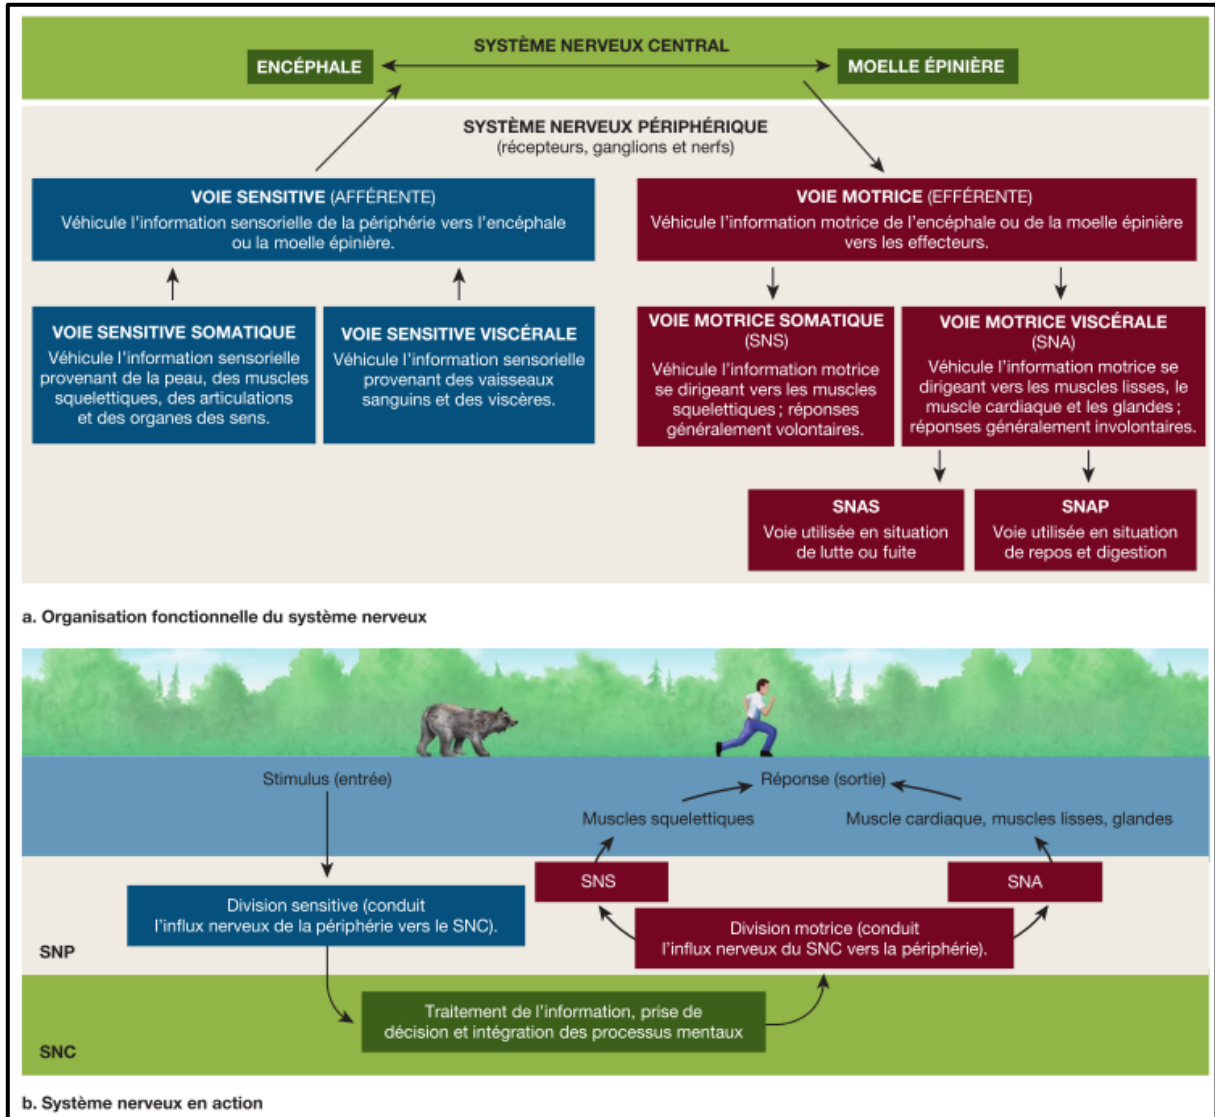 SYSTÈME NERVEUX CENTRAL
ENCÉPHALE
MOELLE ÉPINIÈRE
SYSTÈME NERVEUX PÉRIPHÉRIQUE
(récepteurs, ganglions et nerfs)
VOIE SENSITIVE (AFFÉRENTE)
Véhicule l’information sensorielle de la périphérie vers l’encéphale
ou la moelle épinière.
VOIE MOTRICE (EFFÉRENTE)
Véhicule l’information motrice de l’encéphale ou de la moelle épinière
vers les effecteurs.
VOIE SENSITIVE SOMATIQUE
Véhicule l’information sensorielle
provenant de la peau, des muscles
squelettiques, des articulations
et des organes des sens.
VOIE SENSITIVE VISCÉRALE
Véhicule l’information sensorielle
provenant des vaisseaux
sanguins et des viscères.
VOIE MOTRICE SOMATIQUE
(SNS)
Véhicule l’information motrice
se dirigeant vers les muscles
squelettiques ; réponses
généralement volontaires.
VOIE MOTRICE VISCÉRALE
(SNA)
Véhicule l’information motrice se
dirigeant vers les muscles lisses, le
muscle cardiaque et les glandes ;
réponses généralement involontaires.
SNAS
Voie utilisée en situation
de lutte ou fuite
SNAP
Voie utilisée en situation
de repos et digestion
a. Organisation fonctionnelle du système nerveux
Stimulus (entrée)
Réponse (sortie)
Muscles squelettiques
Muscle cardiaque, muscles lisses, glandes
SNS
SNA
Division sensitive (conduit
l’influx nerveux de la périphérie vers le SNC).
Division motrice (conduit
l’influx nerveux du SNC vers la périphérie).
SNP
Traitement de l’information, prise de
décision et intégration des processus mentaux
SNC
b. Système nerveux en action